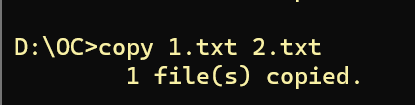 D:\OC>copy 1.txt 2.txt
        1 file(s) copied.